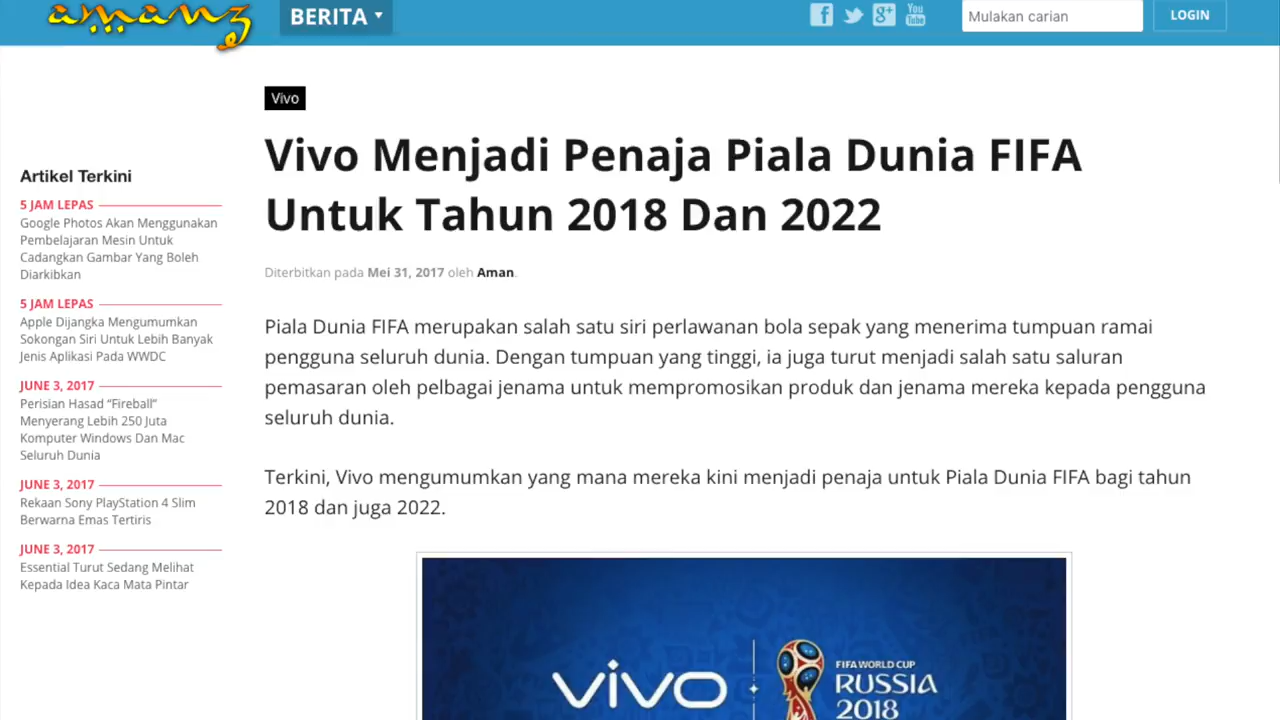 amanz
BERITA
Mulakan carian
LOGIN
Vivo
Vivo Menjadi Penaja Piala Dunia FIFA
Untuk Tahun 2018 Dan 2022
Diterbitkan pada Mei 31, 2017 oleh Aman.
Artikel Terkini
5 JAM LEPAS
Google Photos Akan Menggunakan
Pembelajaran Mesin Untuk
Cadangkan Gambar Yang Boleh
Diarkibkan
5 JAM LEPAS
Apple Dijangka Mengumumkan
Sokongan Siri Untuk Lebih Banyak
Jenis Aplikasi Pada WWDC
JUNE 3, 2017
Perisian Hasad “Fireball”
Menyerang Lebih 250 Juta
Komputer Windows Dan Mac
Seluruh Dunia
JUNE 3, 2017
Rekaan Sony PlayStation 4 Slim
Berwarna Emas Tertiris
JUNE 3, 2017
Essential Turut Sedang Melihat
Kepada Idea Kaca Mata Pintar
Piala Dunia FIFA merupakan salah satu siri perlawanan bola sepak yang menerima tumpuan ramai
pengguna seluruh dunia. Dengan tumpuan yang tinggi, ia juga turut menjadi salah satu saluran
pemasaran oleh pelbagai jenama untuk mempromosikan produk dan jenama mereka kepada pengguna
seluruh dunia.
Terkini, Vivo mengumumkan yang mana mereka kini menjadi penaja untuk Piala Dunia FIFA bagi tahun
2018 dan juga 2022.
vivo
FIFA WORLD CUP
RUSSIA
2018